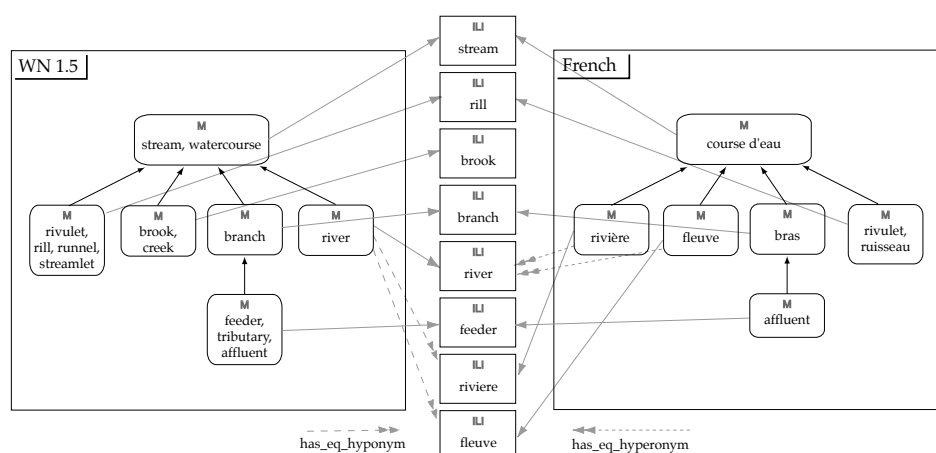 ILI
stream
WN 1.5
French
ILI
rill
M
stream, watercourse
M
course d'eau
ILI
brook
ILI
branch
M
rivulet,
rill, runnel,
streamlet
M
brook,
creek
M
branch
M
river
M
rivière
M
fleuve
M
bras
M
rivulet,
ruisseau
ILI
river
ILI
feeder
M
feeder,
tributary,
affluent
M
affluent
ILI
riviere
ILI
fleuve
has_eq_hyponym
has_eq_hyperonym